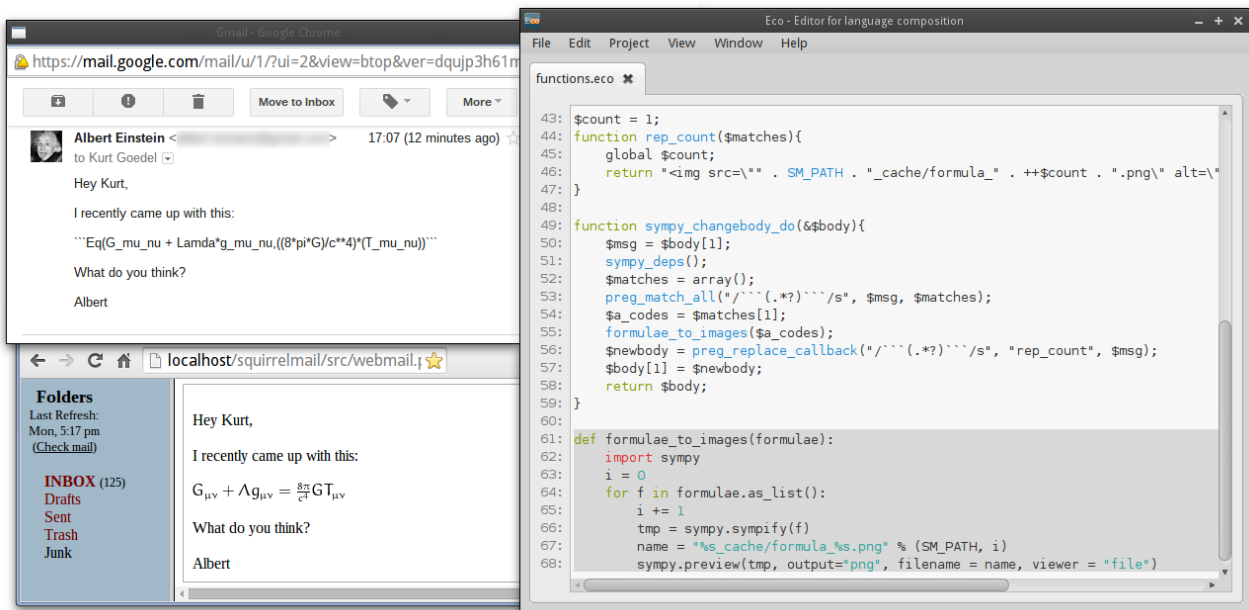 Gmail - Google Chrome
https://mail.google.com/mail/u/1/?ui=2&view=btop&ver=dqujp3h61m
Move to Inbox
More
Albert Einstein <
>
17:07 (12 minutes ago)
to Kurt Goedel
Hey Kurt,
I recently came up with this:
```Eq(G_mu_nu + Lamda*g_mu_nu,((8*pi*G)/c**4)*(T_mu_nu))```
What do you think?
Albert
localhost/squirrelmail/src/webmail.p
Folders
Last Refresh:
Mon, 5:17 pm
(Check mail)
INBOX (125)
Drafts
Sent
Trash
Junk
Hey Kurt,
I recently came up with this:
Gμν + Λgμν = 8π/c⁴ GTμν
What do you think?
Albert
Eco
Eco - Editor for language composition
File Edit Project View Window Help
functions.eco
43: $count = 1;
44: function rep_count($matches){
45: global $count;
46: return "<img src=\"" . SM_PATH . "_cache/formula_" . ++$count . ".png\" alt=\"
47: }
48:
49: function sympy_changebody_do(&$body){
50: $msg = $body[1];
51: sympy_deps();
52: $matches = array();
53: preg_match_all("/```(.*?)```/s", $msg, $matches);
54: $a_codes = $matches[1];
55: formulae_to_images($a_codes);
56: $newbody = preg_replace_callback("/```(.*?)```/s", "rep_count", $msg);
57: $body[1] = $newbody;
58: return $body;
59: }
60:
61: def formulae_to_images(formulae):
62: import sympy
63: i = 0
64: for f in formulae.as_list():
65: i += 1
66: tmp = sympy.sympify(f)
67: name = "%s_cache/formula_%s.png" % (SM_PATH, i)
68: sympy.preview(tmp, output="png", filename = name, viewer = "file")